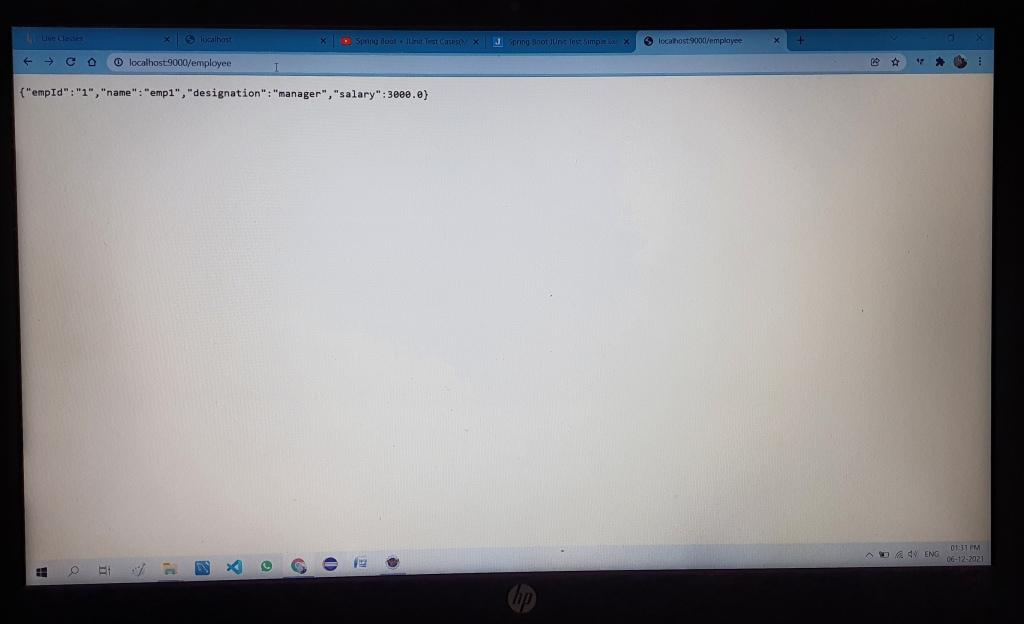 Live Classes
localhost
Spring Boot + JUnit Test Cases
Spring Boot JUnit Test Simple
localhost:9000/employee
localhost:9000/employee
{"empId":"1","name":"emp1","designation":"manager","salary":3000.0}
ENG
01:31 PM
06-12-2021
hp